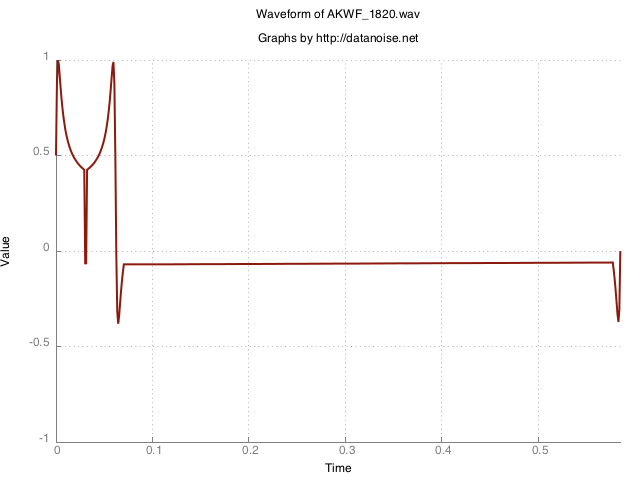 Waveform of AKWF_1820.wav
Graphs by http://datanoise.net
1
0.5
0
-0.5
-1
Value
0 0.1 0.2 0.3 0.4 0.5
Time